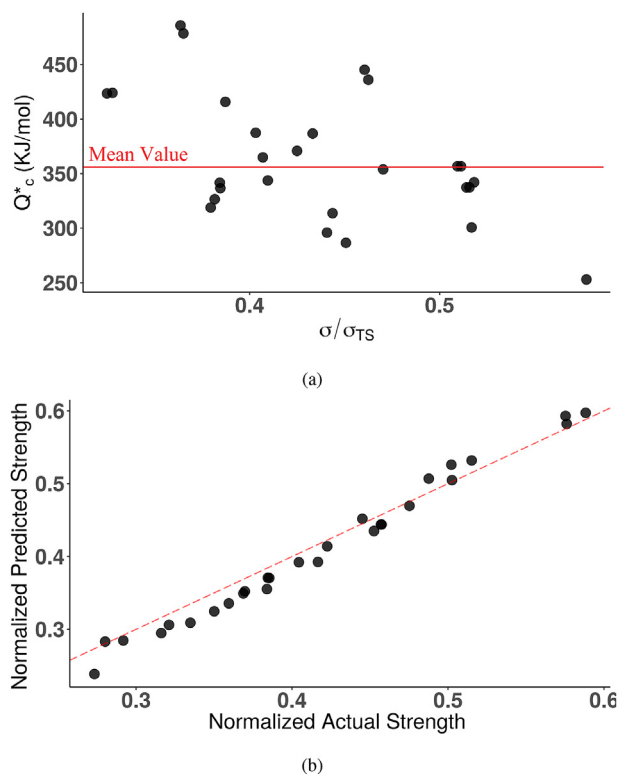 450
400
350
300
250
Q*c (KJ/mol)
Mean Value
0.4
0.5
σ/σTS
(a)
0.6
0.5
0.4
0.3
Normalized Predicted Strength
0.3
0.4
0.5
0.6
Normalized Actual Strength
(b)